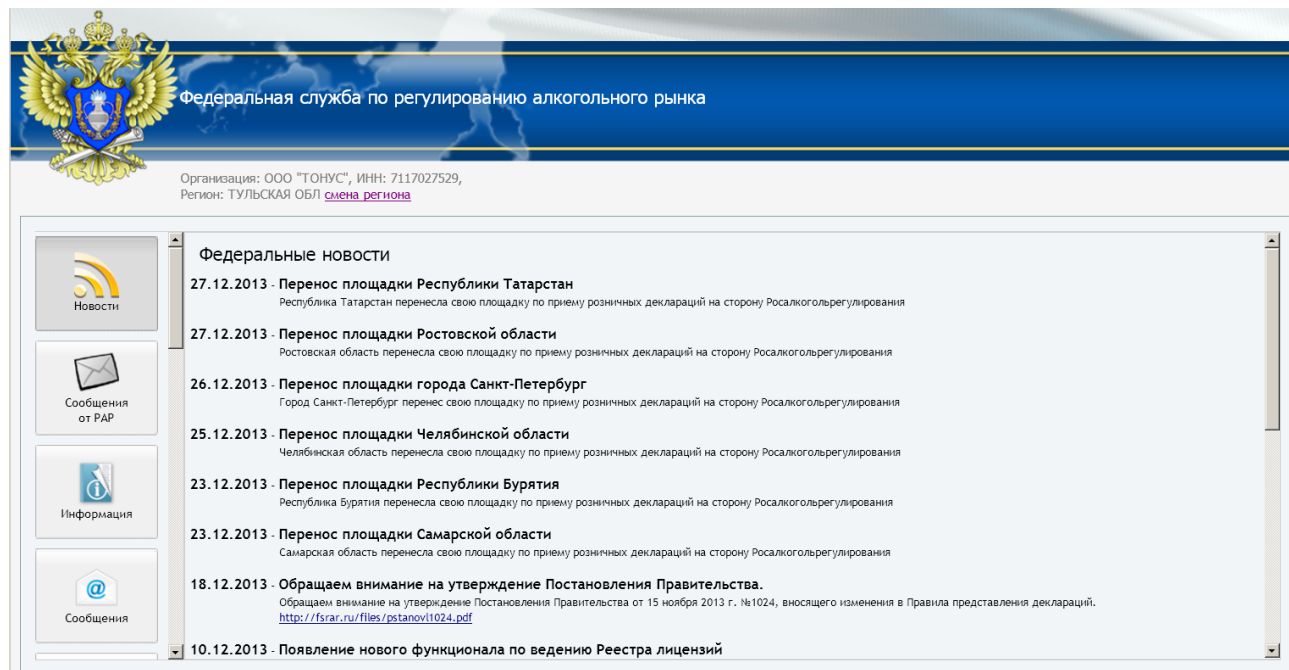 Федеральная служба по регулированию алкогольного рынка
Организация: ООО "ТОНУС", ИНН: 7117027529,
Регион: ТУЛЬСКАЯ ОБЛ смена региона
Новости
Сообщения
от РАР
Информация
Сообщения
Федеральные новости
27.12.2013 - Перенос площадки Республики Татарстан
Республика Татарстан перенесла свою площадку по приему розничных деклараций на сторону Росалкогольрегулирования
27.12.2013 - Перенос площадки Ростовской области
Ростовская область перенесла свою площадку по приему розничных деклараций на сторону Росалкогольрегулирования
26.12.2013 - Перенос площадки города Санкт-Петербург
Город Санкт-Петербург перенес свою площадку по приему розничных деклараций на сторону Росалкогольрегулирования
25.12.2013 - Перенос площадки Челябинской области
Челябинская область перенесла свою площадку по приему розничных деклараций на сторону Росалкогольрегулирования
23.12.2013 - Перенос площадки Республики Бурятия
Республика Бурятия перенесла свою площадку по приему розничных деклараций на сторону Росалкогольрегулирования
23.12.2013 - Перенос площадки Самарской области
Самарская область перенесла свою площадку по приему розничных деклараций на сторону Росалкогольрегулирования
18.12.2013 - Обращаем внимание на утверждение Постановления Правительства.
Обращаем внимание на утверждение Постановления Правительства от 15 ноября 2013 г. №1024, вносящего изменения в Правила представления деклараций.
http://fsrar.ru/files/pstanovl1024.pdf
10.12.2013 - Появление нового функционала по ведению Реестра лицензий